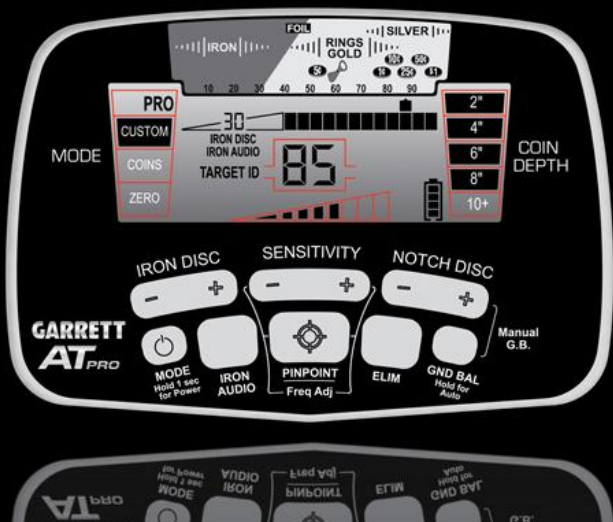 FOIL
SILVER
IRON
RINGS
GOLD
10¢ 50¢
5¢ 1¢ 25¢ $1
10 20 30 40 50 60 70 80 90
PRO
CUSTOM
COINS
ZERO
MODE
30
IRON DISC
IRON AUDIO
TARGET ID
85
2"
4"
6"
8"
10+
COIN
DEPTH
IRON DISC
SENSITIVITY
NOTCH DISC
- +
- +
- +
GARRETT
AT PRO
MODE
Hold 1 sec
for Power
IRON
AUDIO
PINPOINT
Freq Adj
ELIM
GND BAL
Hold for
Auto
Manual
G.B.